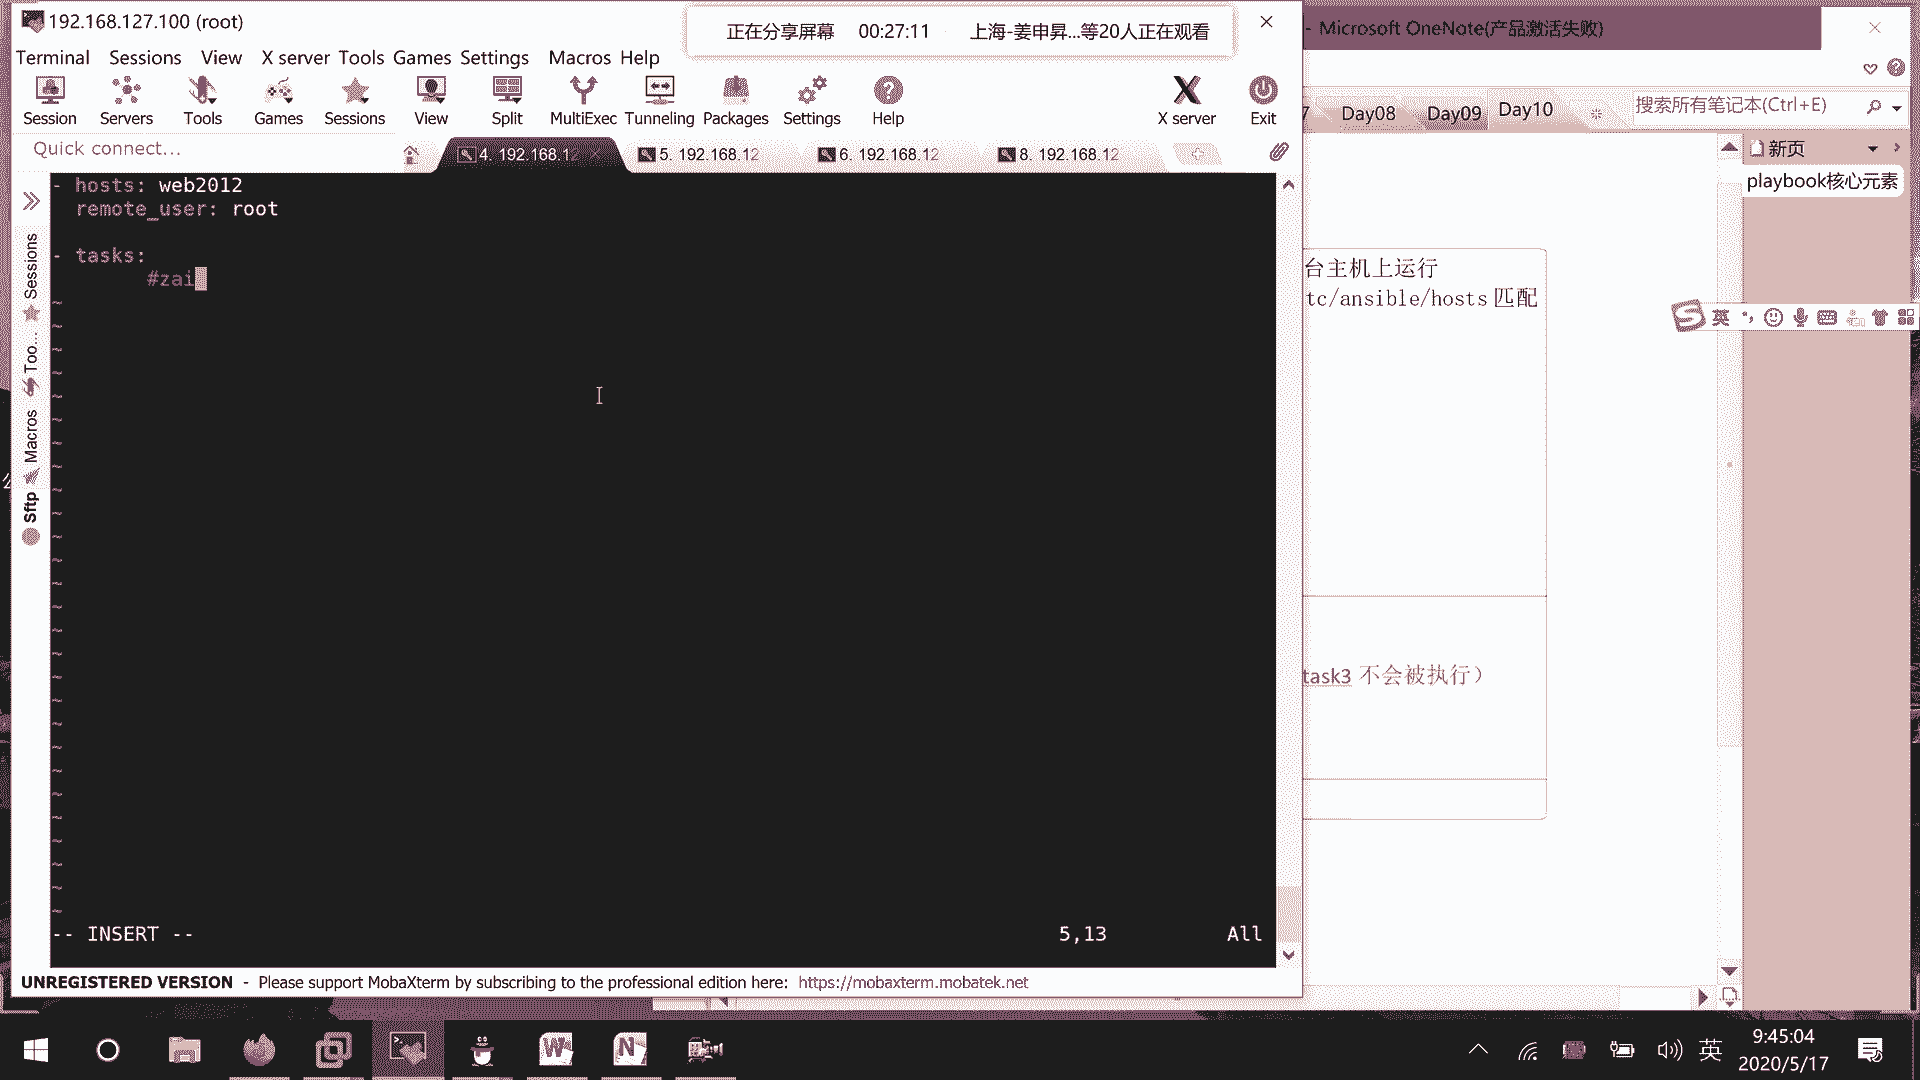 192.168.127.100 (root)
正在分享屏幕 00:27:11 上海-姜申昇...等20人正在观看
- Microsoft OneNote(产品激活失败)
Terminal Sessions View X server Tools Games Settings Macros Help
Session Servers Tools Games Sessions View Split MultiExec Tunneling Packages Settings Help X server Exit
7 Day08 Day09 Day10 搜索所有笔记本(Ctrl+E)
Quick connect...
4. 192.168.12 5. 192.168.12 6. 192.168.12 8. 192.168.12
新页
playbook核心元素
Sessions
Too...
Macros
Sftp
- hosts: web2012
remote_user: root
- tasks:
#zai
台主机上运行
tc/ansible/hosts 匹配
英
task3 不会被执行）
-- INSERT -- 5,13 All
UNREGISTERED VERSION - Please support MobaXterm by subscribing to the professional edition here: https://mobaxterm.mobatek.net
英
9:45:04
2020/5/17